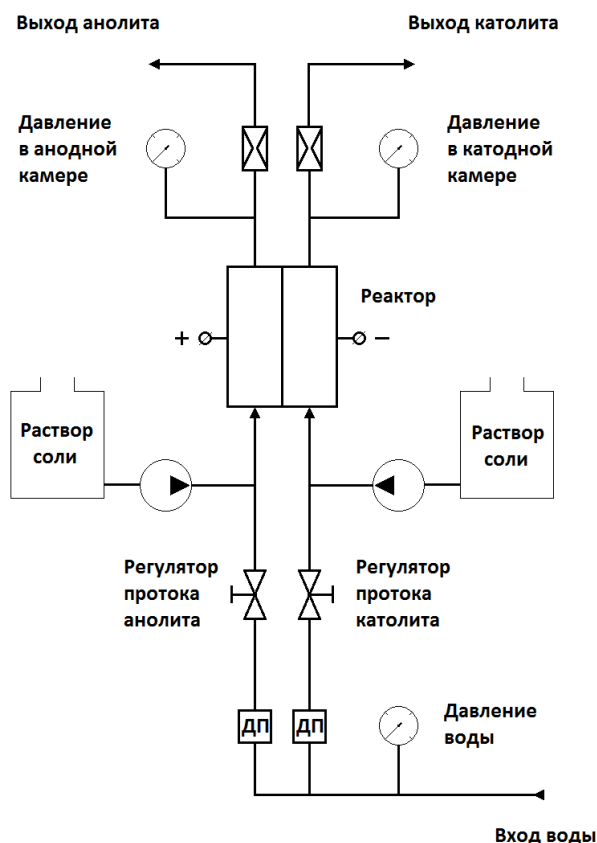 Выход анолита
Выход католита
Давление
в анодной
камере
Давление
в катодной
камере
Реактор
+
−
Раствор
соли
Раствор
соли
Регулятор
протока
анолита
Регулятор
протока
католита
ДП
ДП
Давление
воды
Вход воды